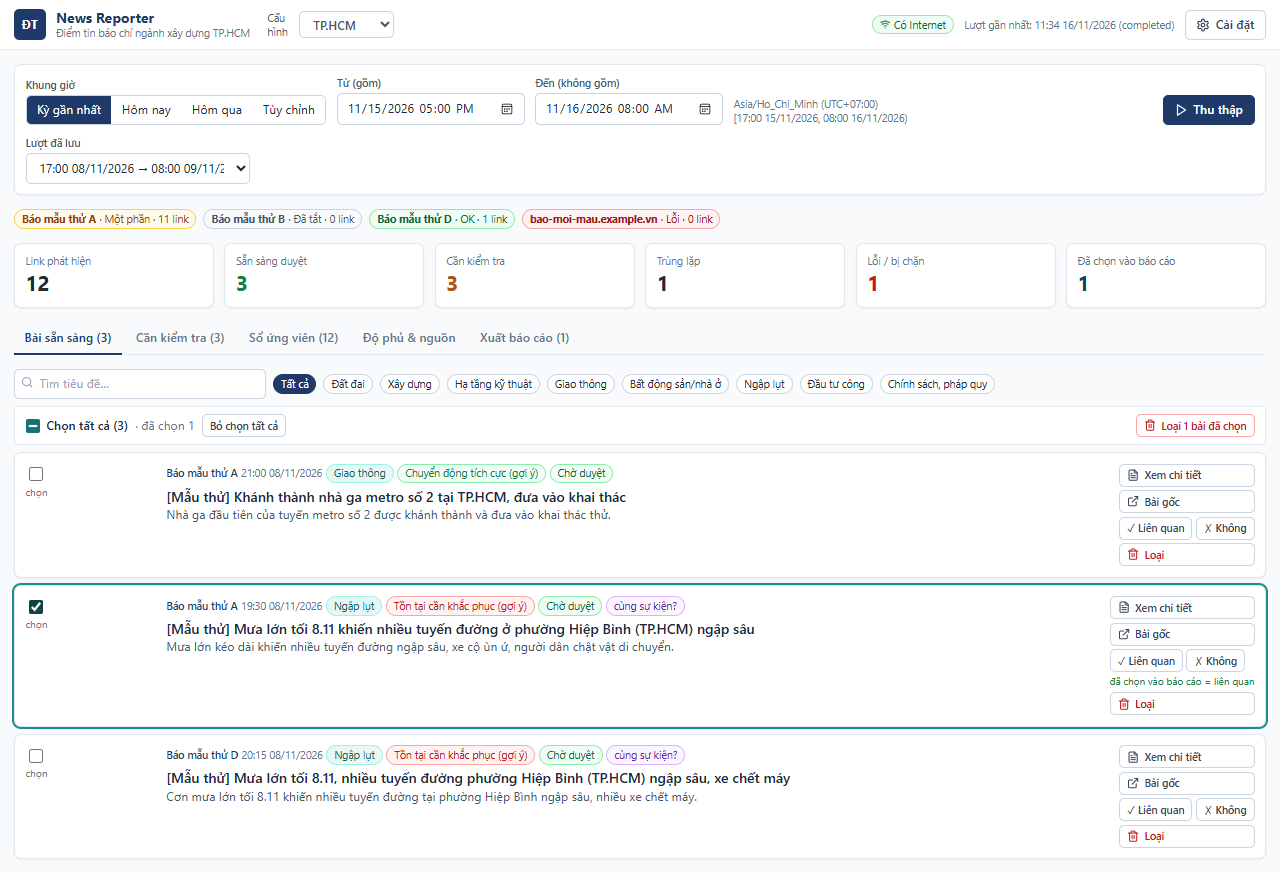 ĐT
News Reporter
Điểm tin báo chí ngành xây dựng TP.HCM
Cấu
hình
TP.HCM
Có Internet
Lượt gần nhất: 11:34 16/11/2026 (completed)
Cài đặt
Khung giờ
Kỳ gần nhất
Hôm nay
Hôm qua
Tùy chỉnh
Từ (gồm)
11/15/2026 05:00 PM
Đến (không gồm)
11/16/2026 08:00 AM
Asia/Ho_Chi_Minh (UTC+07:00)
[17:00 15/11/2026, 08:00 16/11/2026)
Thu thập
Lượt đã lưu
17:00 08/11/2026 → 08:00 09/11/2
Báo mẫu thử A · Một phần · 11 link
Báo mẫu thử B · Đã tắt · 0 link
Báo mẫu thử D · OK · 1 link
bao-moi-mau.example.vn · Lỗi · 0 link
Link phát hiện
12
Sẵn sàng duyệt
3
Cần kiểm tra
3
Trùng lặp
1
Lỗi / bị chặn
1
Đã chọn vào báo cáo
1
Bài sẵn sàng (3)
Cần kiểm tra (3)
Sổ ứng viên (12)
Độ phủ & nguồn
Xuất báo cáo (1)
Tìm tiêu đề...
Tất cả
Đất đai
Xây dựng
Hạ tầng kỹ thuật
Giao thông
Bất động sản/nhà ở
Ngập lụt
Đầu tư công
Chính sách, pháp quy
Chọn tất cả (3) · đã chọn 1
Bỏ chọn tất cả
Loại 1 bài đã chọn
chọn
Báo mẫu thử A 21:00 08/11/2026 Giao thông Chuyển động tích cực (gợi ý) Chờ duyệt
[Mẫu thử] Khánh thành nhà ga metro số 2 tại TP.HCM, đưa vào khai thác
Nhà ga đầu tiên của tuyến metro số 2 được khánh thành và đưa vào khai thác thử.
Xem chi tiết
Bài gốc
✓ Liên quan
✗ Không
Loại
chọn
Báo mẫu thử A 19:30 08/11/2026 Ngập lụt Tồn tại cần khắc phục (gợi ý) Chờ duyệt cùng sự kiện?
[Mẫu thử] Mưa lớn tối 8.11 khiến nhiều tuyến đường ở phường Hiệp Bình (TP.HCM) ngập sâu
Mưa lớn kéo dài khiến nhiều tuyến đường ngập sâu, xe cộ ùn ứ, người dân chật vật di chuyển.
Xem chi tiết
Bài gốc
✓ Liên quan
✗ Không
đã chọn vào báo cáo = liên quan
Loại
chọn
Báo mẫu thử D 20:15 08/11/2026 Ngập lụt Tồn tại cần khắc phục (gợi ý) Chờ duyệt cùng sự kiện?
[Mẫu thử] Mưa lớn tối 8.11, nhiều tuyến đường phường Hiệp Bình (TP.HCM) ngập sâu, xe chết máy
Cơn mưa lớn tối 8.11 khiến nhiều tuyến đường tại phường Hiệp Bình ngập sâu, nhiều xe chết máy.
Xem chi tiết
Bài gốc
✓ Liên quan
✗ Không
Loại